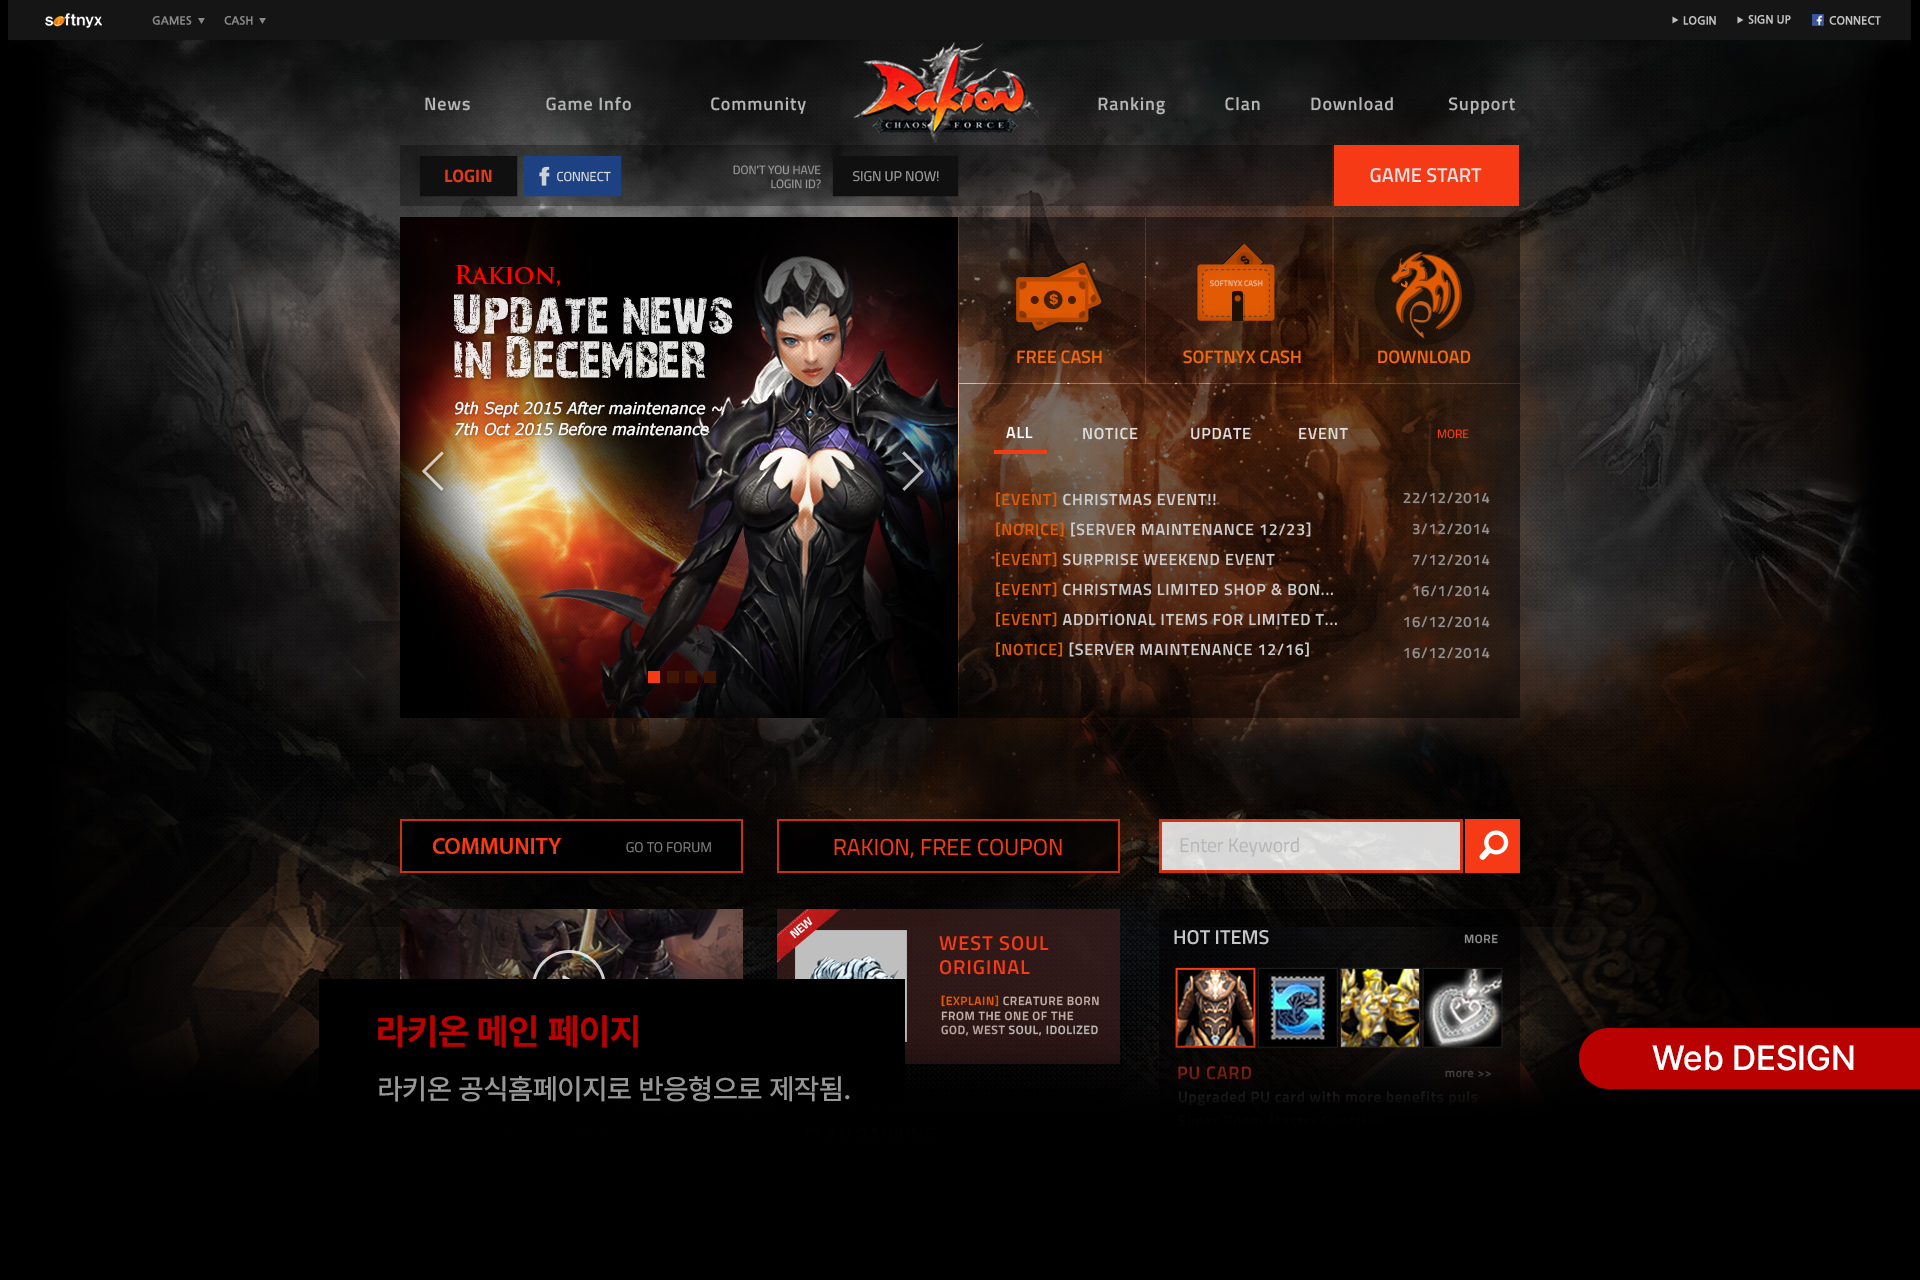 softnyx
GAMES
CASH
LOGIN
SIGN UP
CONNECT
News
Game Info
Community
Rakion
CHAOS FORCE
Ranking
Clan
Download
Support
LOGIN
CONNECT
DON'T YOU HAVE
LOGIN ID?
SIGN UP NOW!
GAME START
RAKION,
UPDATE NEWS
IN DECEMBER
9th Sept 2015 After maintenance ~
7th Oct 2015 Before maintenance
SOFTNYX CASH
FREE CASH
SOFTNYX CASH
DOWNLOAD
ALL
NOTICE
UPDATE
EVENT
MORE
[EVENT] CHRISTMAS EVENT!! 22/12/2014
[NORICE] [SERVER MAINTENANCE 12/23] 3/12/2014
[EVENT] SURPRISE WEEKEND EVENT 7/12/2014
[EVENT] CHRISTMAS LIMITED SHOP & BON... 16/1/2014
[EVENT] ADDITIONAL ITEMS FOR LIMITED T... 16/12/2014
[NOTICE] [SERVER MAINTENANCE 12/16] 16/12/2014
COMMUNITY
GO TO FORUM
RAKION, FREE COUPON
Enter Keyword
NEW
WEST SOUL
ORIGINAL
[EXPLAIN] CREATURE BORN
FROM THE ONE OF THE
GOD, WEST SOUL, IDOLIZED
HOT ITEMS
MORE
PU CARD
more >>
Upgraded PU card with more benefits puls
라키온 메인 페이지
라키온 공식홈페이지로 반응형으로 제작됨.
Web DESIGN